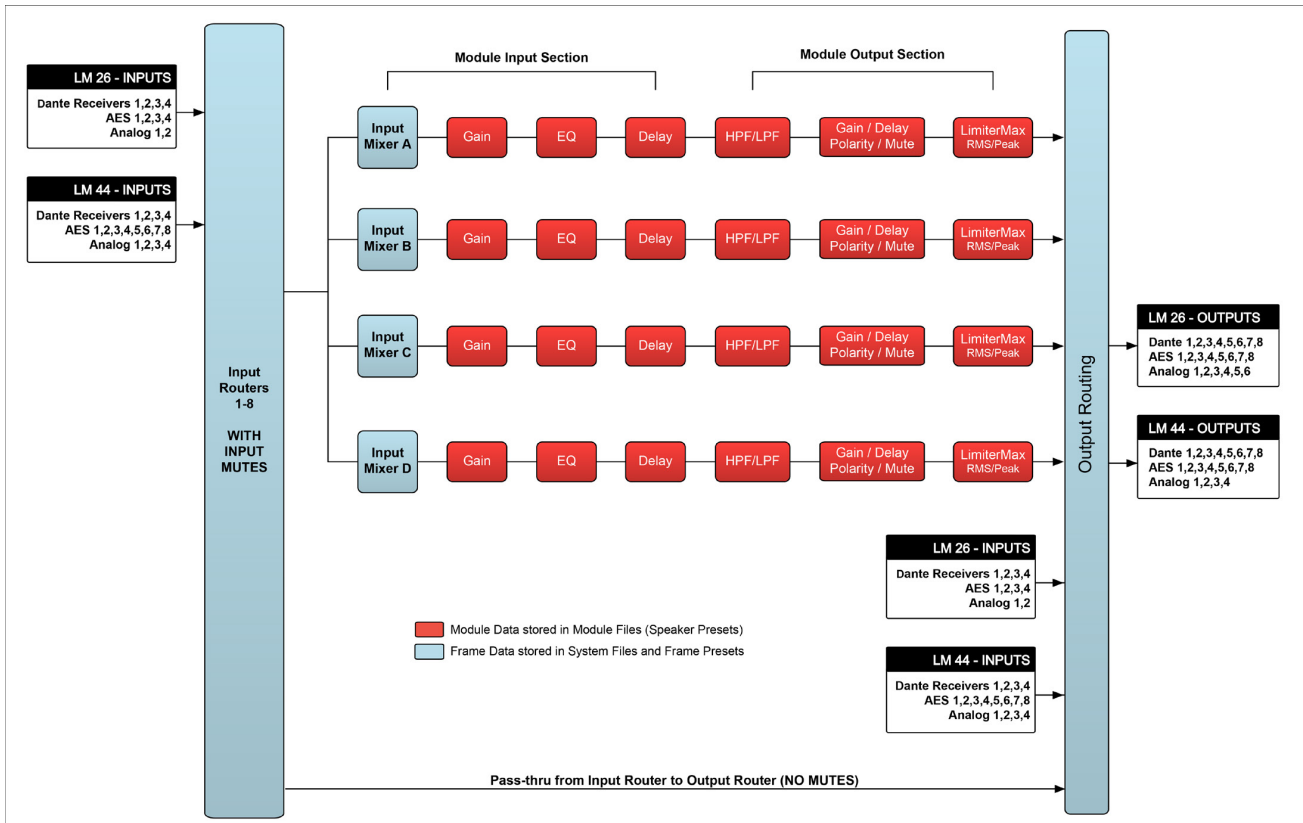 Module Input Section
Module Output Section
LM 26 - INPUTS
Dante Receivers 1,2,3,4
AES 1,2,3,4
Analog 1,2
LM 44 - INPUTS
Dante Receivers 1,2,3,4
AES 1,2,3,4,5,6,7,8
Analog 1,2,3,4
Input
Routers
1-8
WITH
INPUT
MUTES
Input
Mixer A
Gain
EQ
Delay
HPF/LPF
Gain / Delay
Polarity / Mute
LimiterMax
RMS/Peak
Input
Mixer B
Gain
EQ
Delay
HPF/LPF
Gain / Delay
Polarity / Mute
LimiterMax
RMS/Peak
Input
Mixer C
Gain
EQ
Delay
HPF/LPF
Gain / Delay
Polarity / Mute
LimiterMax
RMS/Peak
Input
Mixer D
Gain
EQ
Delay
HPF/LPF
Gain / Delay
Polarity / Mute
LimiterMax
RMS/Peak
Output Routing
LM 26 - OUTPUTS
Dante 1,2,3,4,5,6,7,8
AES 1,2,3,4,5,6,7,8
Analog 1,2,3,4,5,6
LM 44 - OUTPUTS
Dante 1,2,3,4,5,6,7,8
AES 1,2,3,4,5,6,7,8
Analog 1,2,3,4
LM 26 - INPUTS
Dante Receivers 1,2,3,4
AES 1,2,3,4
Analog 1,2
LM 44 - INPUTS
Dante Receivers 1,2,3,4
AES 1,2,3,4,5,6,7,8
Analog 1,2,3,4
Module Data stored in Module Files (Speaker Presets)
Frame Data stored in System Files and Frame Presets
Pass-thru from Input Router to Output Router (NO MUTES)